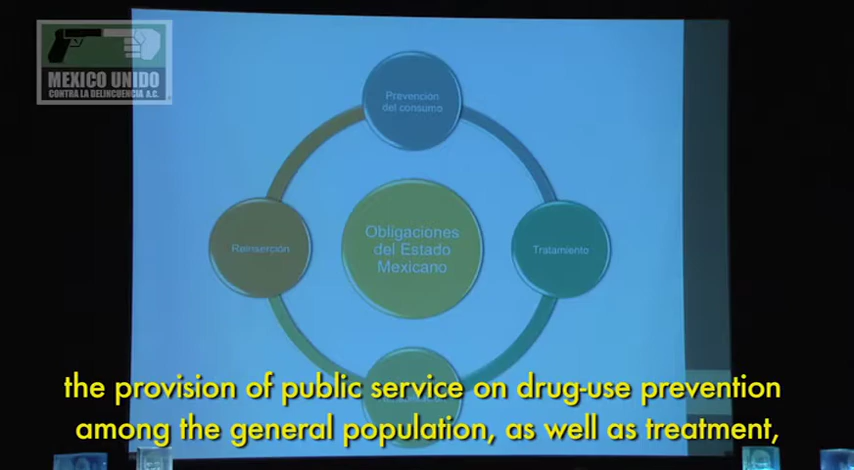 MEXICO UNIDO
CONTRA LA DELINCUENCIA A.C.
Prevención
del consumo
Obligaciones
del Estado
Mexicano
Reinserción
Tratamiento
the provision of public service on drug-use prevention
among the general population, as well as treatment,